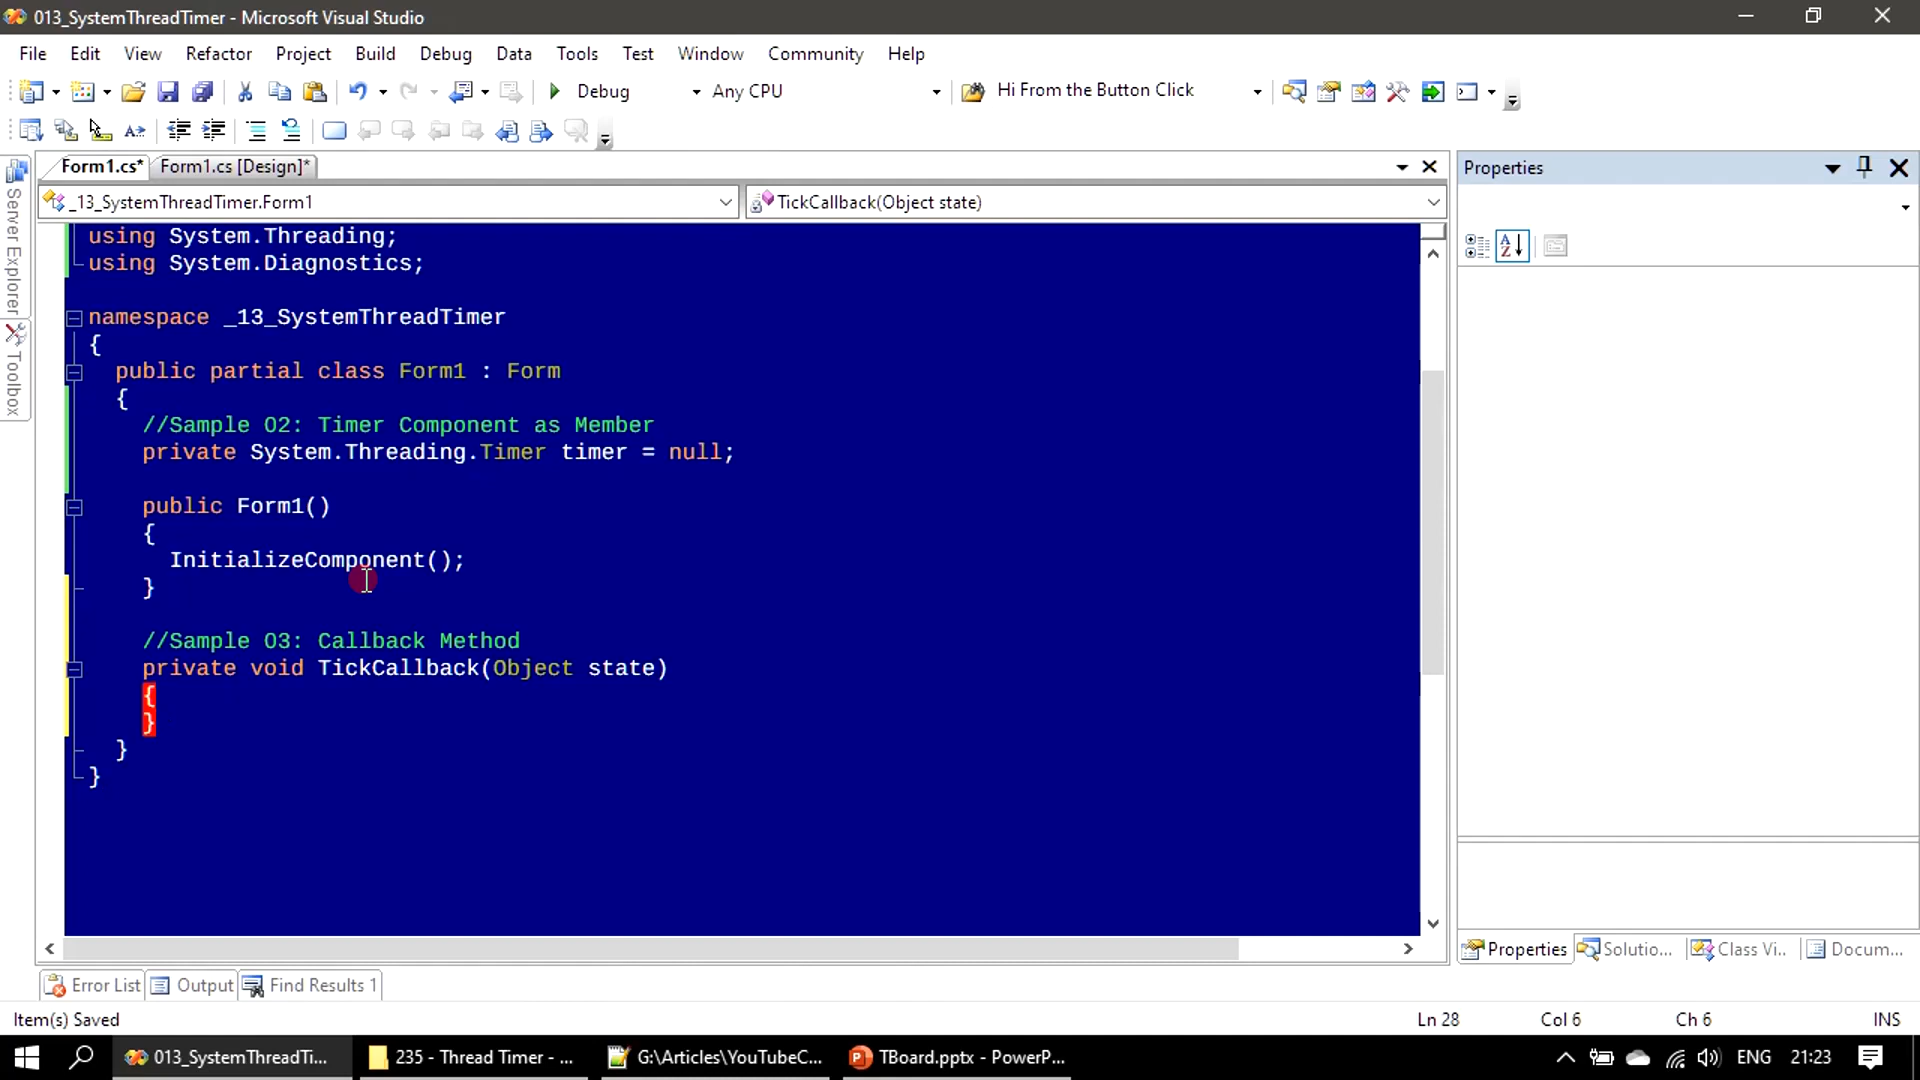 013_SystemThreadTimer - Microsoft Visual Studio
File Edit View Refactor Project Build Debug Data Tools Test Window Community Help
Debug Any CPU Hi From the Button Click
Form1.cs* Form1.cs [Design]*
Properties
_13_SystemThreadTimer.Form1 TickCallback(Object state)
Server Explorer
Toolbox
using System.Threading;
using System.Diagnostics;
namespace _13_SystemThreadTimer
{
public partial class Form1 : Form
{
//Sample O2: Timer Component as Member
private System.Threading.Timer timer = null;
public Form1()
{
InitializeComponent();
}
//Sample O3: Callback Method
private void TickCallback(Object state)
{
}
}
}
Properties Solutio... Class Vi... Docum...
Error List Output Find Results 1
Item(s) Saved Ln 28 Col 6 Ch 6 INS
013_SystemThreadTi... 235 - Thread Timer - ... G:\Articles\YouTubeC... TBoard.pptx - PowerP... ENG 21:23